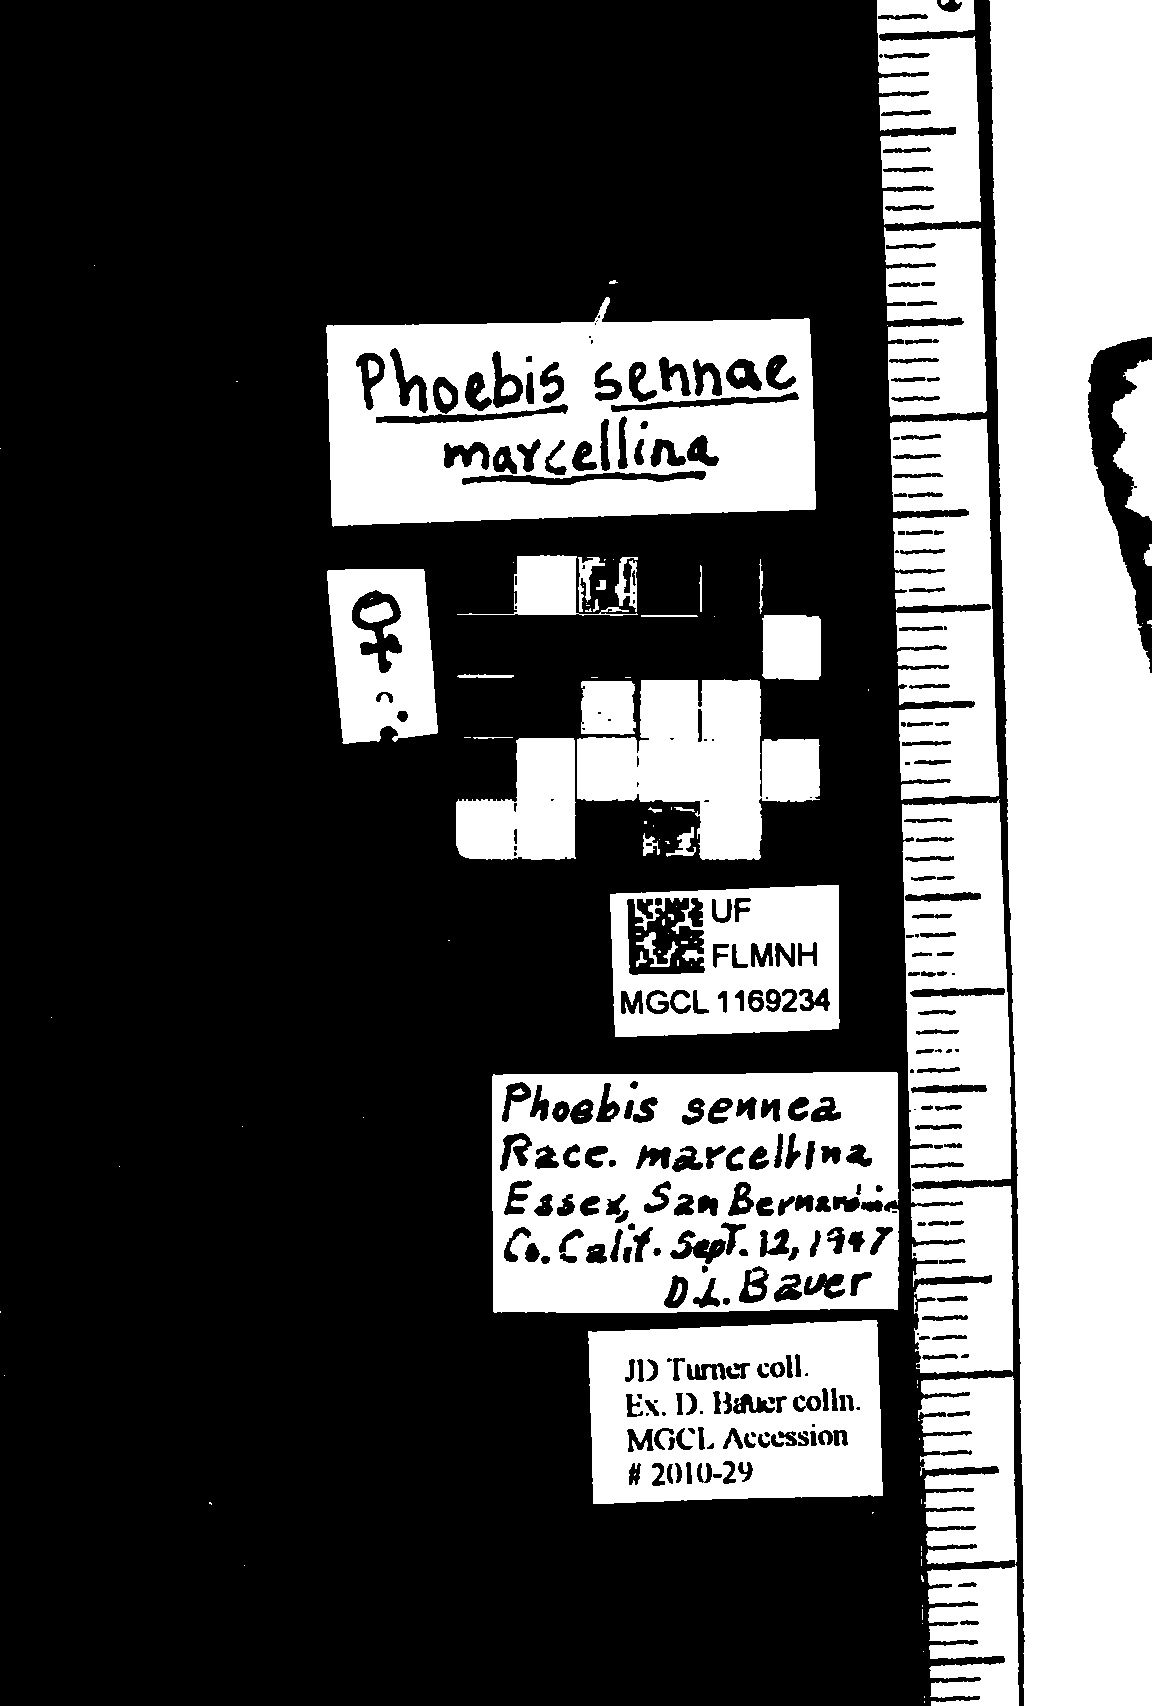 Phoebis sennae
marcellina
♀
UF
FLMNH
MGCL 1169234
Phoebis sennea
Race. marcellina
Essex, San Bernardino
Co. Calif. Sept. 12, 1947
D.L. Bauer
JD Turner coll.
Ex. D. Bauer colln.
MGCL Accession
# 2010-29